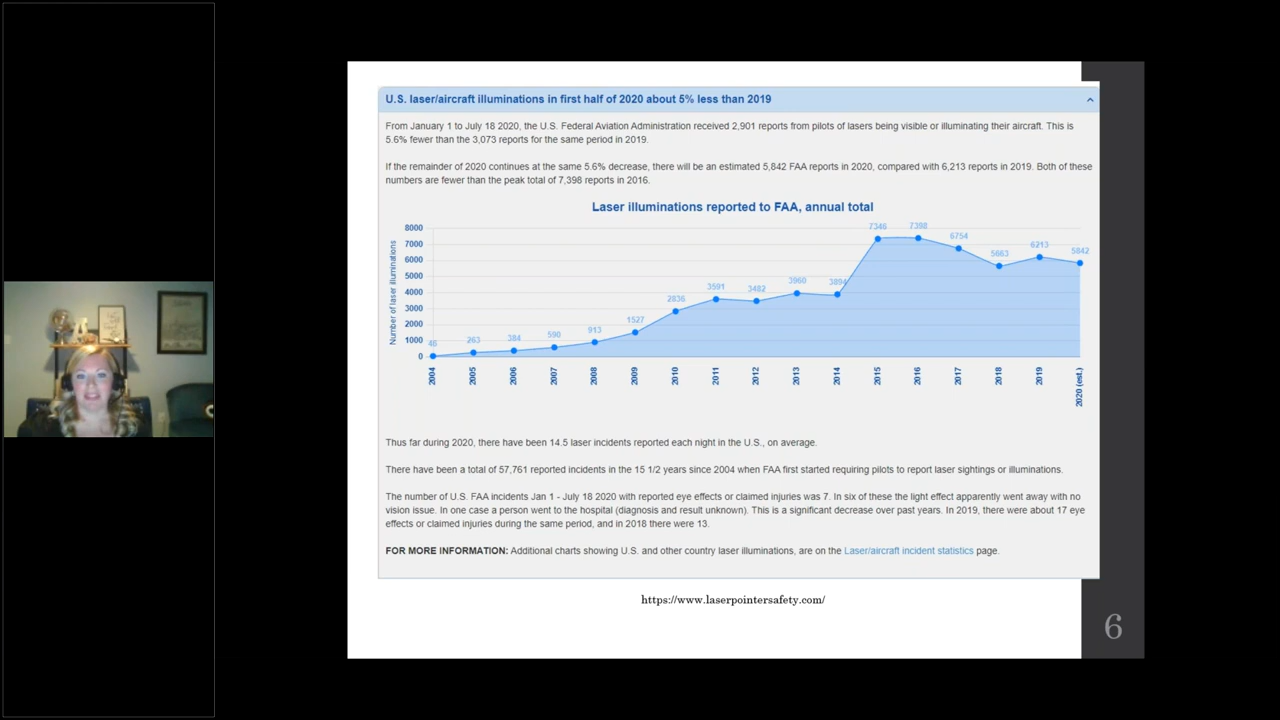 U.S. laser/aircraft illuminations in first half of 2020 about 5% less than 2019
From January 1 to July 18 2020, the U.S. Federal Aviation Administration received 2,901 reports from pilots of lasers being visible or illuminating their aircraft. This is
5.6% fewer than the 3,073 reports for the same period in 2019.
If the remainder of 2020 continues at the same 5.6% decrease, there will be an estimated 5,842 FAA reports in 2020, compared with 6,213 reports in 2019. Both of these
numbers are fewer than the peak total of 7,398 reports in 2016.
Laser illuminations reported to FAA, annual total
Number of laser illuminations
8000
7000
6000
5000
4000
3000
2000
1000
0
48
263
384
590
913
1527
2836
3591
3482
3960
3894
7346
7398
6754
5663
6213
5842
2004
2005
2006
2007
2008
2009
2010
2011
2012
2013
2014
2015
2016
2017
2018
2019
2020 (est.)
Thus far during 2020, there have been 14.5 laser incidents reported each night in the U.S., on average.
There have been a total of 57,761 reported incidents in the 15 1/2 years since 2004 when FAA first started requiring pilots to report laser sightings or illuminations.
The number of U.S. FAA incidents Jan 1 - July 18 2020 with reported eye effects or claimed injuries was 7. In six of these the light effect apparently went away with no
vision issue. In one case a person went to the hospital (diagnosis and result unknown). This is a significant decrease over past years. In 2019, there were about 17 eye
effects or claimed injuries during the same period, and in 2018 there were 13.
FOR MORE INFORMATION: Additional charts showing U.S. and other country laser illuminations, are on the Laser/aircraft incident statistics page.
https://www.laserpointersafety.com/
6